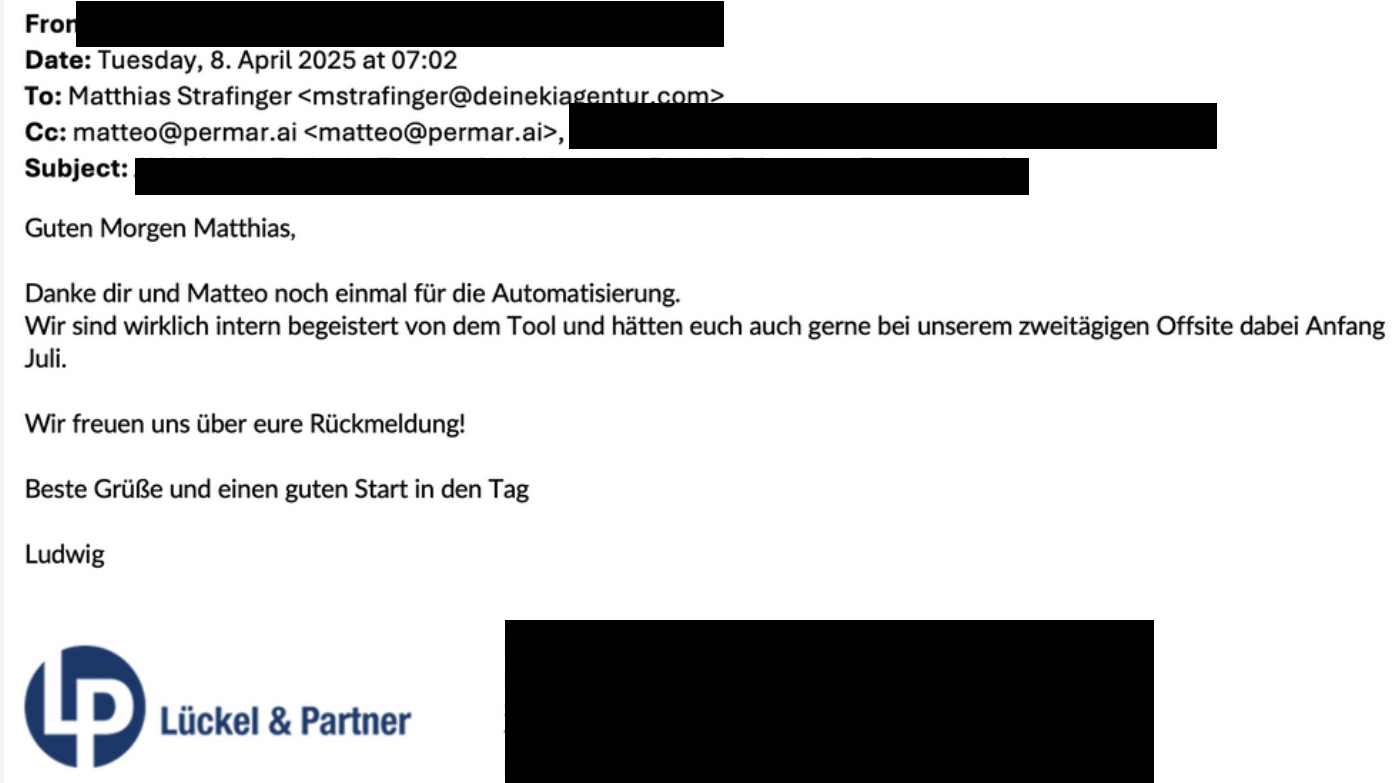 From
Date: Tuesday, 8. April 2025 at 07:02
To: Matthias Strafinger <mstrafinger@deinekiagentur.com>
Cc: matteo@permar.ai <matteo@permar.ai>,
Subject:
Guten Morgen Matthias,
Danke dir und Matteo noch einmal für die Automatisierung.
Wir sind wirklich intern begeistert von dem Tool und hätten euch auch gerne bei unserem zweitägigen Offsite dabei Anfang
Juli.
Wir freuen uns über eure Rückmeldung!
Beste Grüße und einen guten Start in den Tag
Ludwig
LP Lückel & Partner